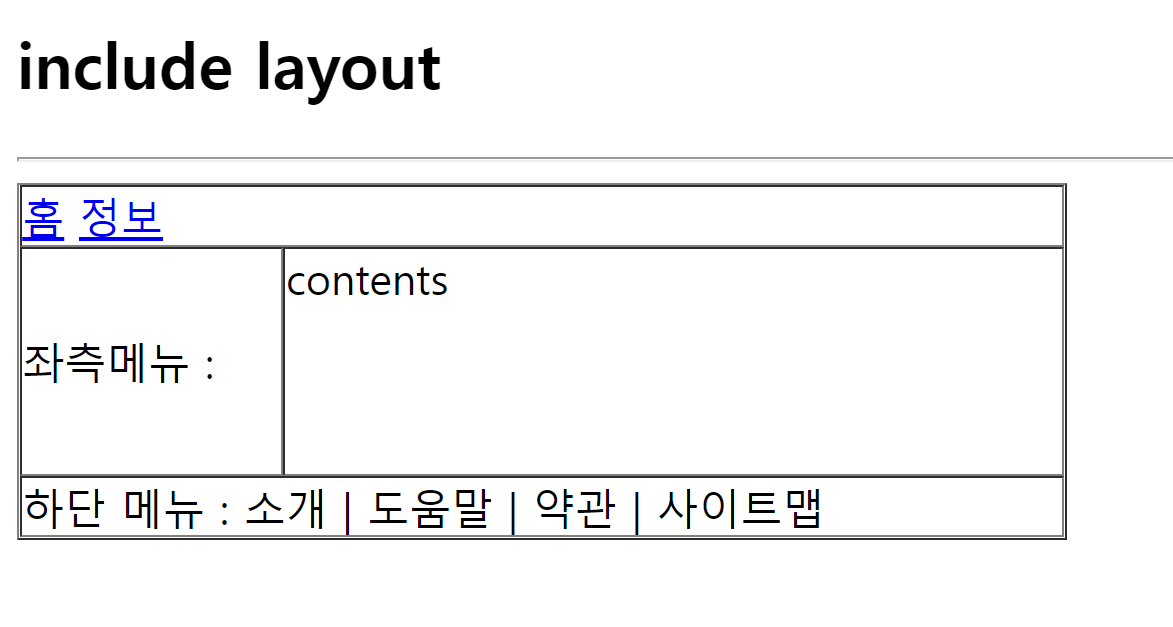 include layout
홈 정보
contents
좌측메뉴 :
하단 메뉴 : 소개 | 도움말 | 약관 | 사이트맵